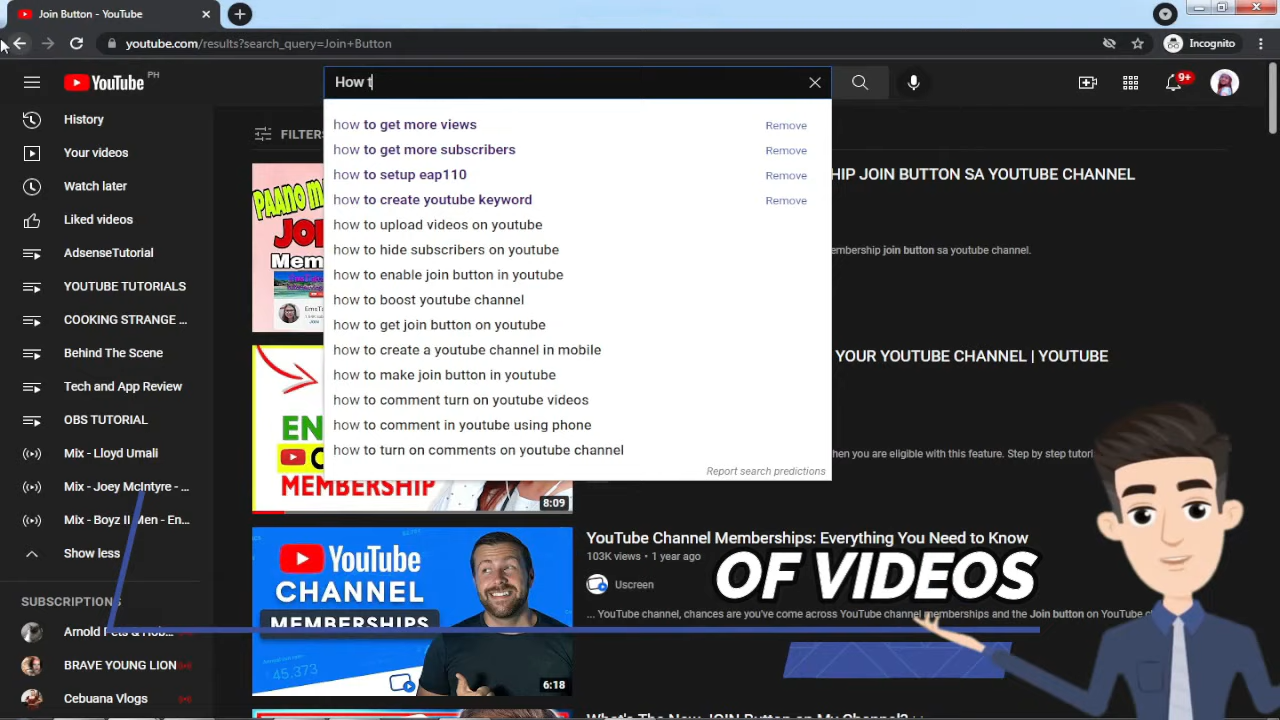 Join Button - YouTube
youtube.com/results?search_query=Join+Button
Incognito
YouTube PH
How t
9+
History
Your videos
Watch later
Liked videos
AdsenseTutorial
YOUTUBE TUTORIALS
COOKING STRANGE ...
Behind The Scene
Tech and App Review
OBS TUTORIAL
Mix - Lloyd Umali
Mix - Joey McIntyre - ...
Mix - Boyz II Men - En...
Show less
SUBSCRIPTIONS
Arnold Pets & Hob...
BRAVE YOUNG LION
Cebuana Vlogs
FILTERS
how to get more views Remove
how to get more subscribers Remove
how to setup eap110 Remove
how to create youtube keyword Remove
how to upload videos on youtube
how to hide subscribers on youtube
how to enable join button in youtube
how to boost youtube channel
how to get join button on youtube
how to create a youtube channel in mobile
how to make join button in youtube
how to comment turn on youtube videos
how to comment in youtube using phone
how to turn on comments on youtube channel
Report search predictions
PAANO
JO
Mem
HIP JOIN BUTTON SA YOUTUBE CHANNEL
embership join button sa youtube channel.
YOUR YOUTUBE CHANNEL | YOUTUBE
hen you are eligible with this feature. Step by step tutori
EN
MEMBERSHIP
8:09
YouTube
CHANNEL
MEMBERSHIPS
45.373
6:18
YouTube Channel Memberships: Everything You Need to Know
103K views • 1 year ago
Uscreen
... YouTube channel, chances are you've come across YouTube channel memberships and the Join button on YouTube
OF VIDEOS
What's The New JOIN Button on My Channel?